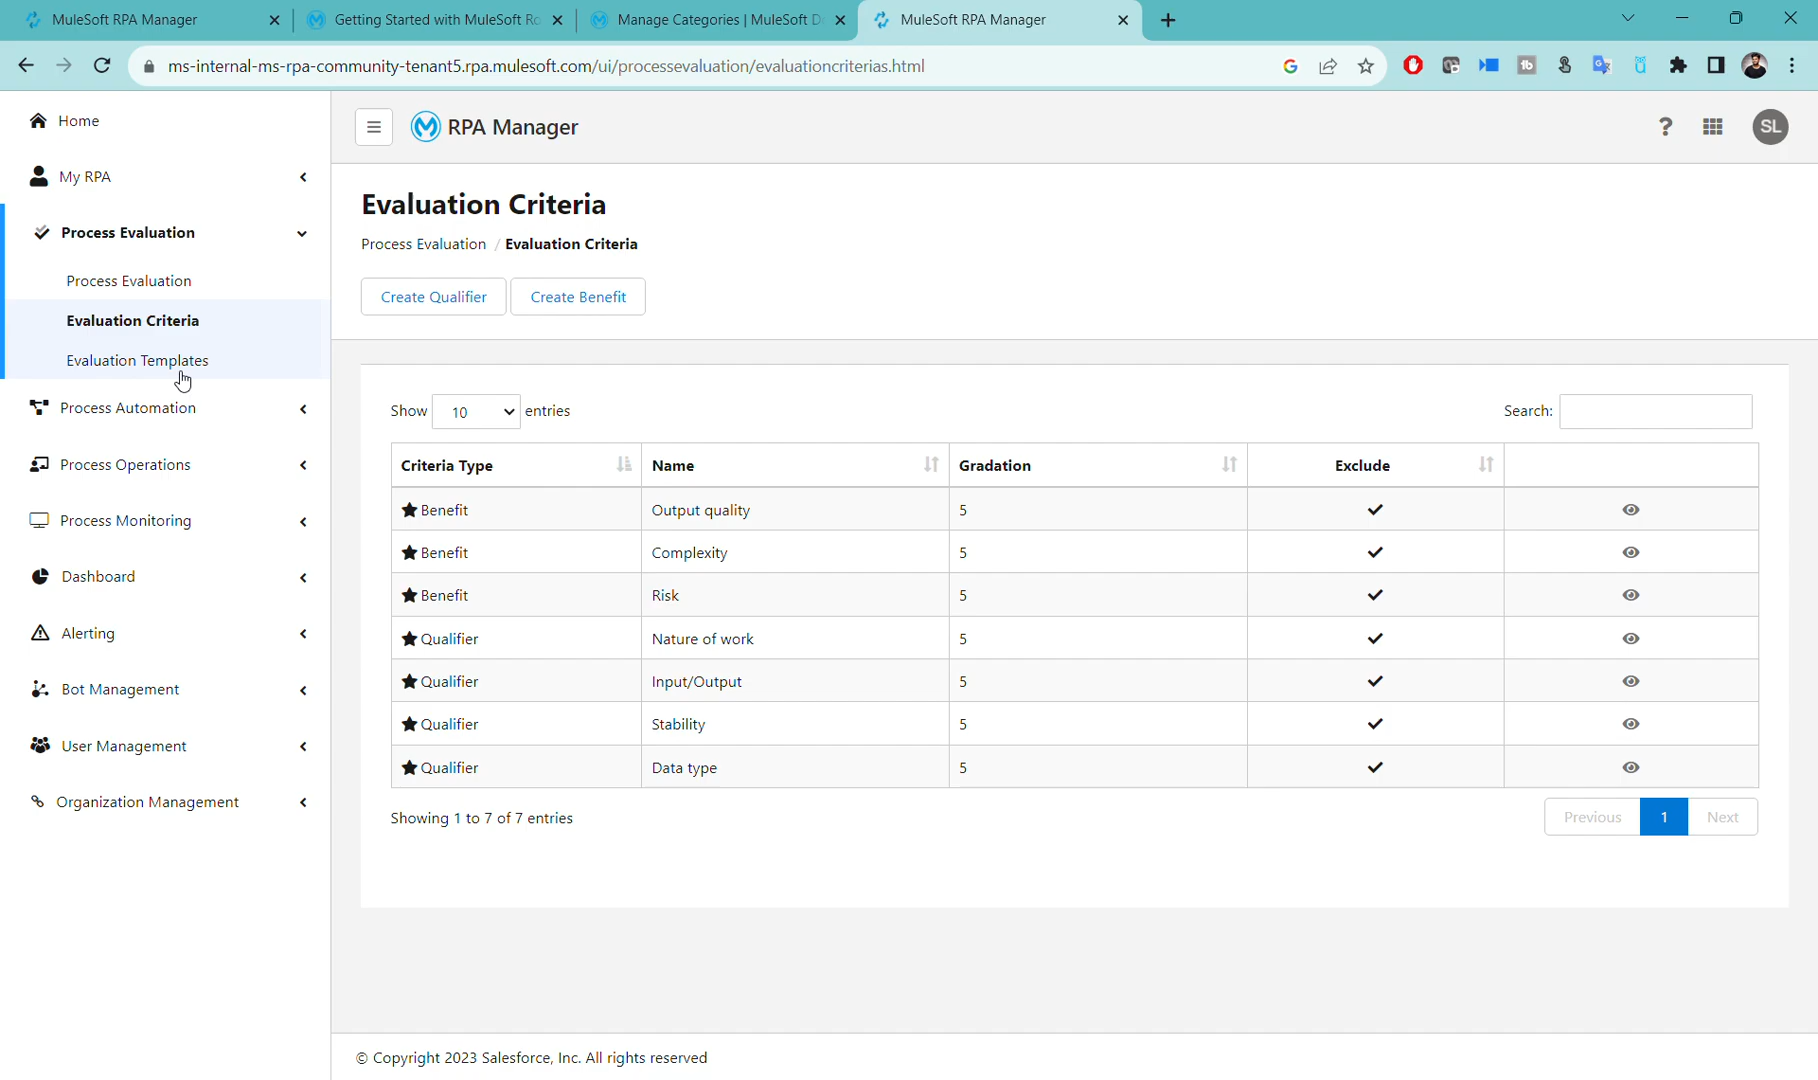 MuleSoft RPA Manager
Getting Started with MuleSoft Ro
Manage Categories | MuleSoft D
MuleSoft RPA Manager
ms-internal-ms-rpa-community-tenant5.rpa.mulesoft.com/ui/processevaluation/evaluationcriterias.html
Home
RPA Manager
SL
My RPA
Evaluation Criteria
Process Evaluation
Process Evaluation / Evaluation Criteria
Process Evaluation
Create Qualifier
Create Benefit
Evaluation Criteria
Evaluation Templates
Process Automation
Show 10 entries
Search:
Process Operations
Criteria Type Name Gradation Exclude
Benefit Output quality 5
Process Monitoring
Benefit Complexity 5
Dashboard
Benefit Risk 5
Alerting
Qualifier Nature of work 5
Bot Management
Qualifier Input/Output 5
Qualifier Stability 5
User Management
Qualifier Data type 5
Organization Management
Showing 1 to 7 of 7 entries
Previous 1 Next
© Copyright 2023 Salesforce, Inc. All rights reserved